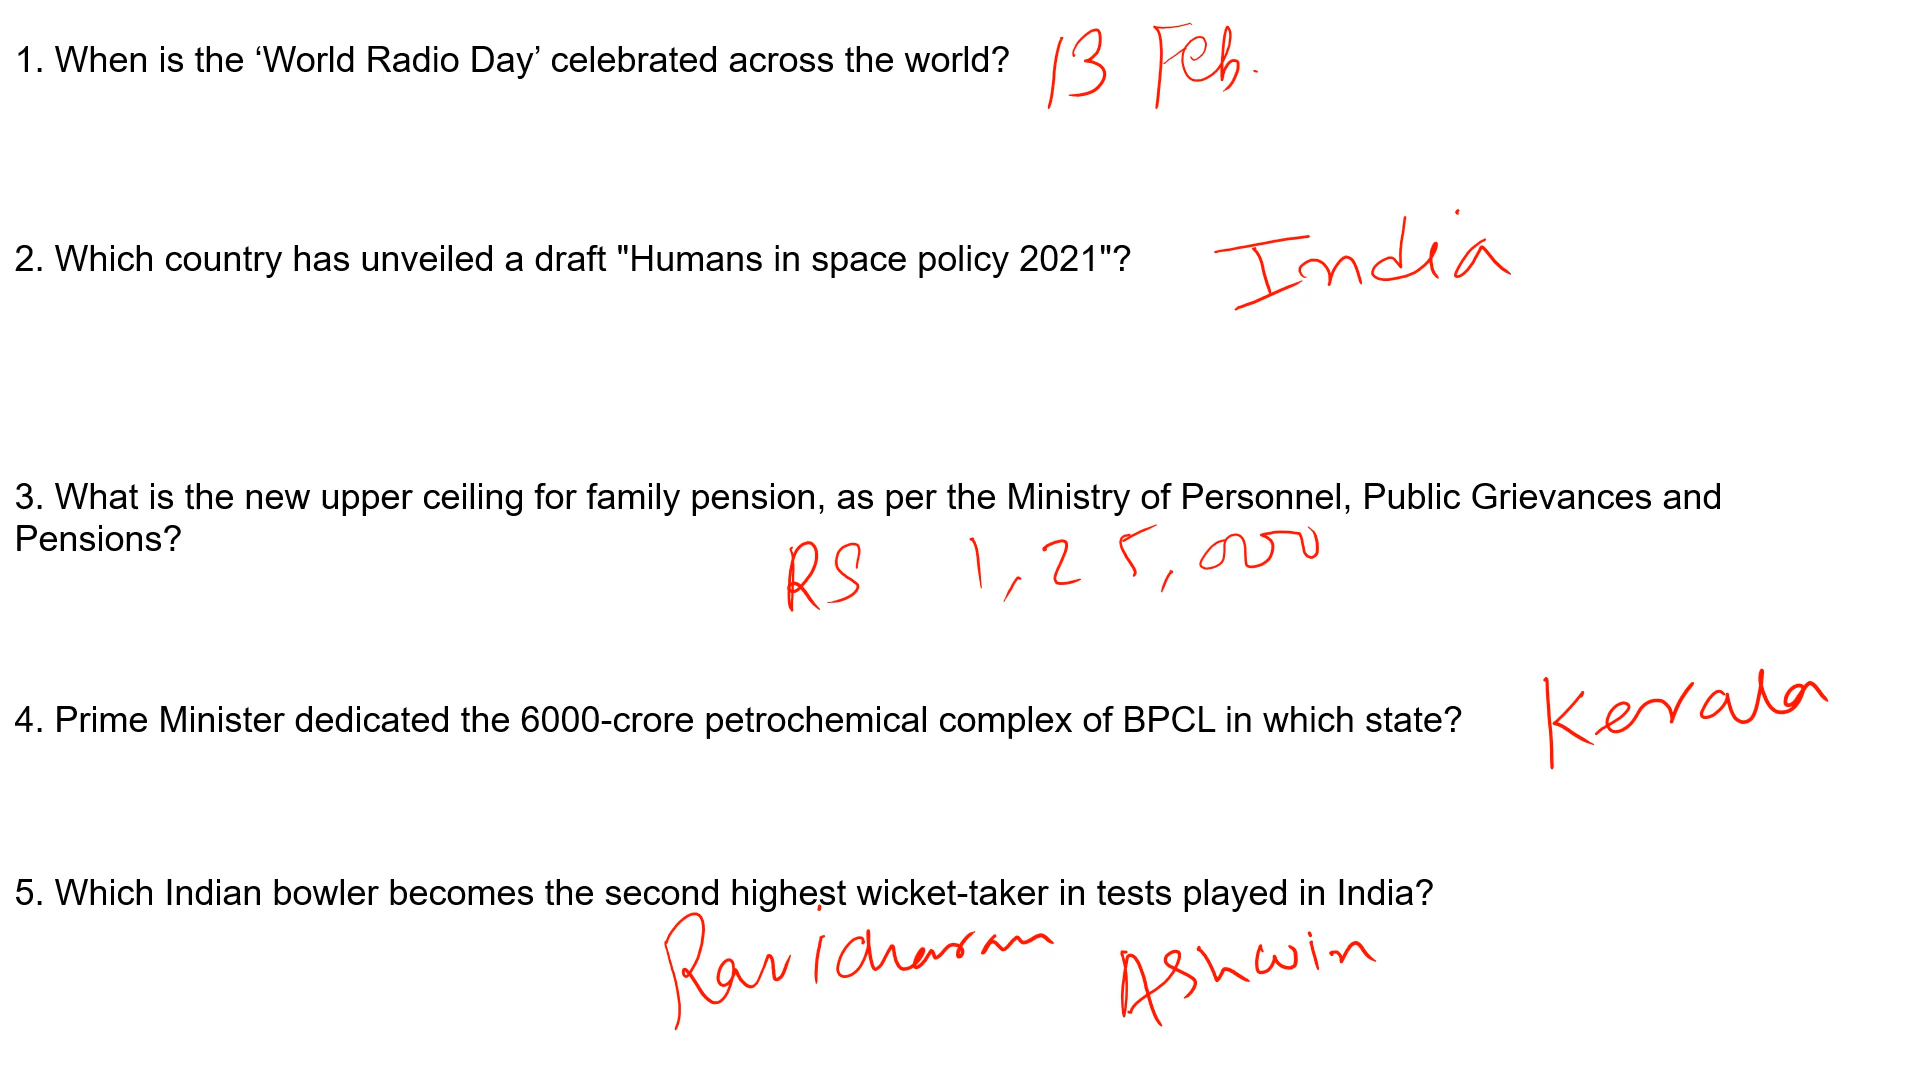 1. When is the ‘World Radio Day’ celebrated across the world? 13 Feb.
2. Which country has unveiled a draft "Humans in space policy 2021"? India
3. What is the new upper ceiling for family pension, as per the Ministry of Personnel, Public Grievances and
Pensions?
RS 1,25,000
4. Prime Minister dedicated the 6000-crore petrochemical complex of BPCL in which state? Kerala
5. Which Indian bowler becomes the second highest wicket-taker in tests played in India?
Ravicharan Ashwin